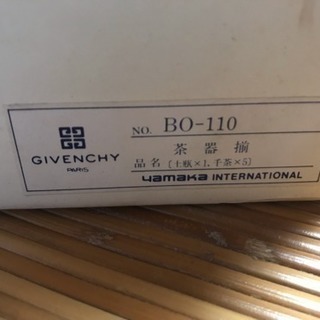 GIVENCHY
PARIS
NO. BO-110
茶器揃
品名 〔土瓶×1, 千茶×5〕
yamaka INTERNATIONAL